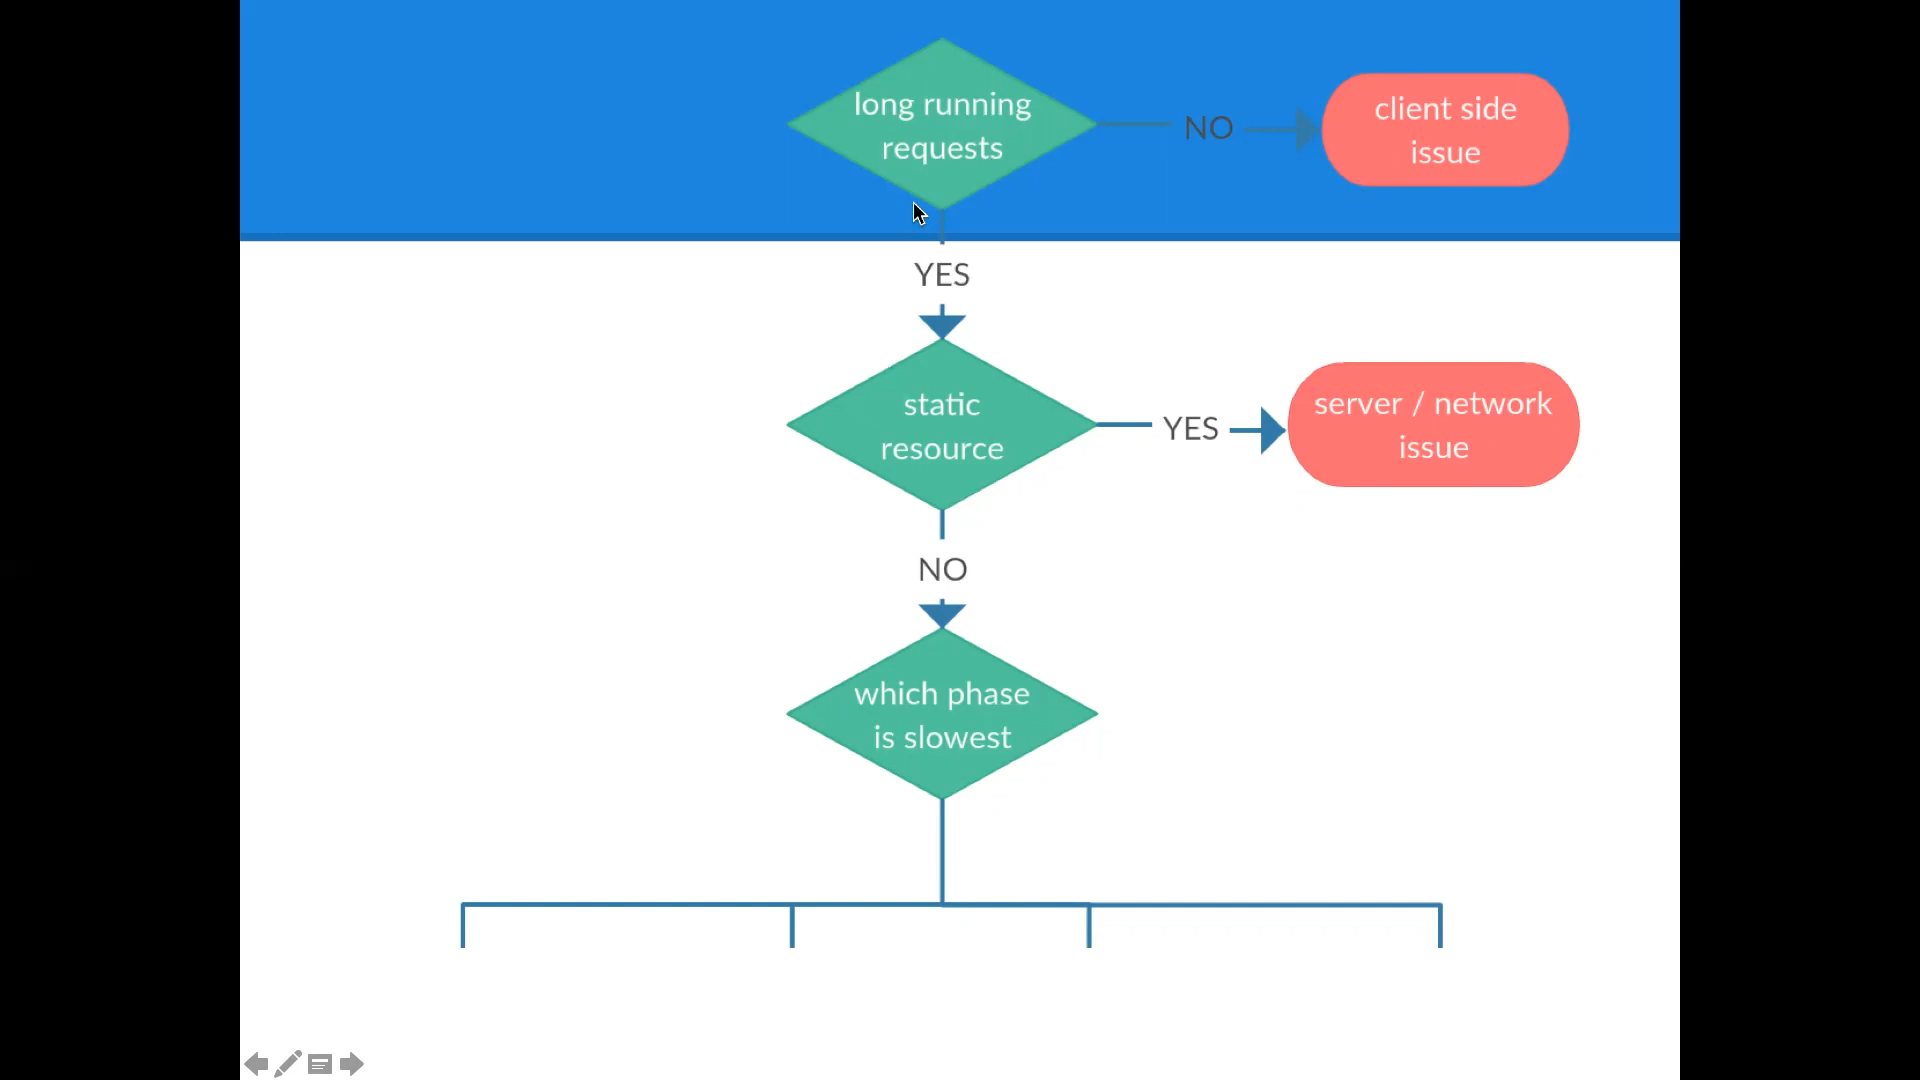 long running
requests
NO
client side
issue
YES
static
resource
YES
server / network
issue
NO
which phase
is slowest